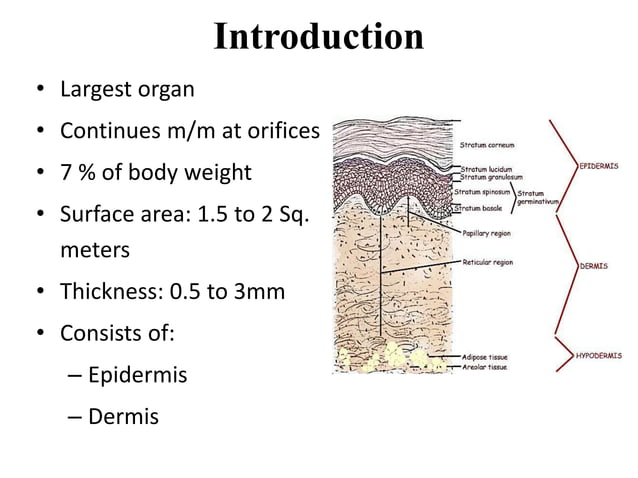 Introduction
• Largest organ
• Continues m/m at orifices
• 7 % of body weight
• Surface area: 1.5 to 2 Sq.
meters
• Thickness: 0.5 to 3mm
• Consists of:
– Epidermis
– Dermis
Stratum corneum
Stratum lucidum
Stratum granulosum
Stratum spinosum
Stratum basale
Stratum
germinativum
Papillary region
Reticular region
Adipose tissue
Areolar tissue
EPIDERMIS
DERMIS
HYPODERMIS